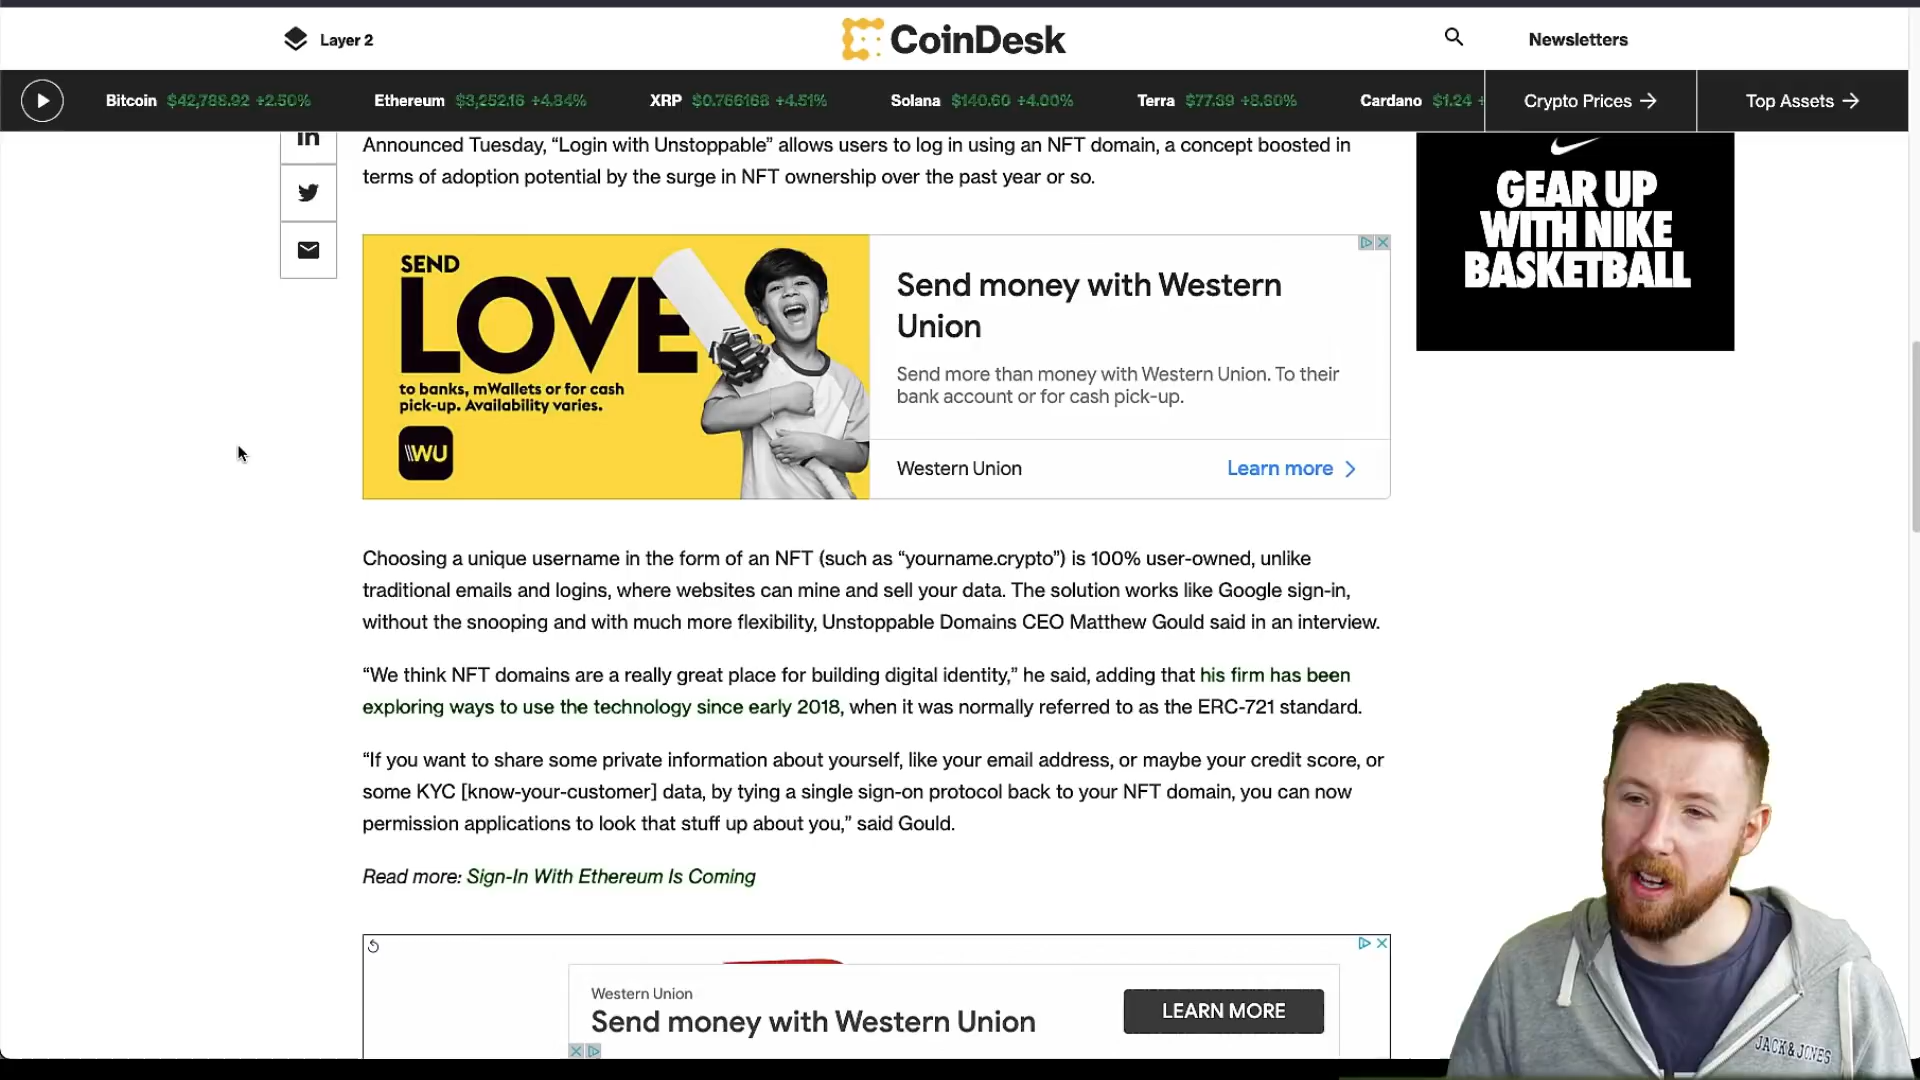 Layer 2
CoinDesk
Newsletters
Bitcoin $42,788.92 +2.50% Ethereum $3,252.16 +4.84% XRP $0.766168 +4.51% Solana $140.60 +4.00% Terra $77.39 +8.60% Cardano $1.24 + Crypto Prices → Top Assets →
in
Announced Tuesday, “Login with Unstoppable” allows users to log in using an NFT domain, a concept boosted in
terms of adoption potential by the surge in NFT ownership over the past year or so.
GEAR UP
WITH NIKE
BASKETBALL
SEND
LOVE
to banks, mWallets or for cash
pick-up. Availability varies.
WU
Send money with Western
Union
Send more than money with Western Union. To their
bank account or for cash pick-up.
Western Union
Learn more
Choosing a unique username in the form of an NFT (such as “yourname.crypto”) is 100% user-owned, unlike
traditional emails and logins, where websites can mine and sell your data. The solution works like Google sign-in,
without the snooping and with much more flexibility, Unstoppable Domains CEO Matthew Gould said in an interview.
“We think NFT domains are a really great place for building digital identity,” he said, adding that his firm has been
exploring ways to use the technology since early 2018, when it was normally referred to as the ERC-721 standard.
“If you want to share some private information about yourself, like your email address, or maybe your credit score, or
some KYC [know-your-customer] data, by tying a single sign-on protocol back to your NFT domain, you can now
permission applications to look that stuff up about you,” said Gould.
Read more: Sign-In With Ethereum Is Coming
Western Union
Send money with Western Union
LEARN MORE
JACK & JONES